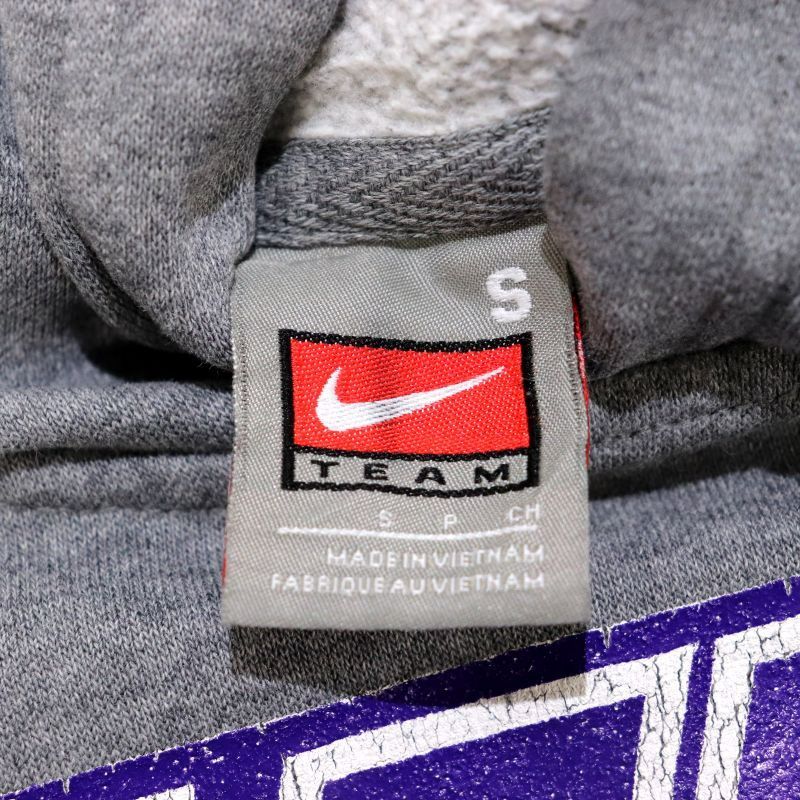 S
TEAM
S P CH
MADE IN VIETNAM
FABRIQUE AU VIETNAM